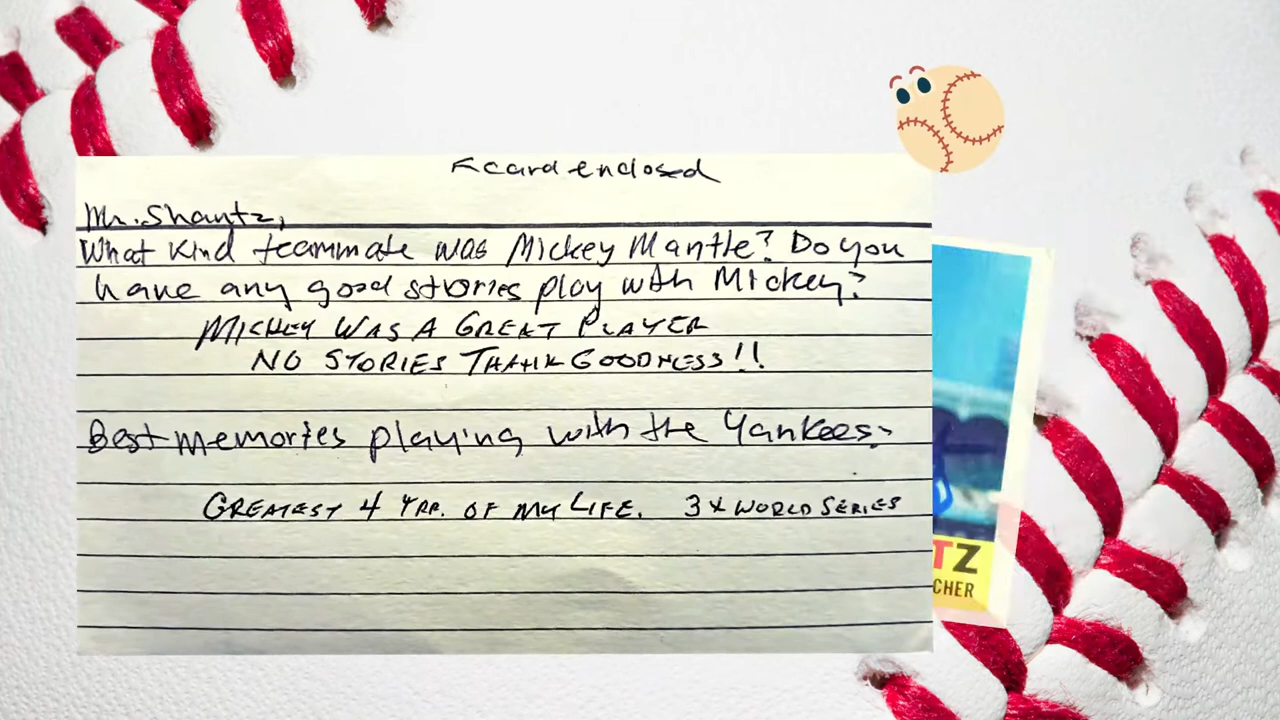 card enclosed
Mr. Shantz,
What kind teammate was Mickey Mantle? Do you
have any good stories play with Mickey?
MICKEY WAS A GREAT PLAYER
NO STORIES THANK GOODNESS!!
Best memories playing with the Yankees?
GREATEST 4 YRR. OF MY LIFE. 3X WORLD SERIES
TZ
CHER